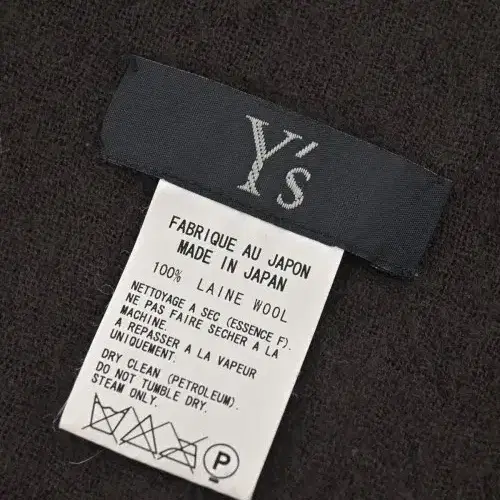 Y's
FABRIQUE AU JAPON
MADE IN JAPAN
100% LAINE WOOL
NETTOYAGE A SEC (ESSENCE F).
NE PAS FAIRE SECHER A LA
MACHINE.
A REPASSER A LA VAPEUR
UNIQUEMENT.
DRY CLEAN (PETROLEUM).
DO NOT TUMBLE DRY.
STEAM ONLY.
P